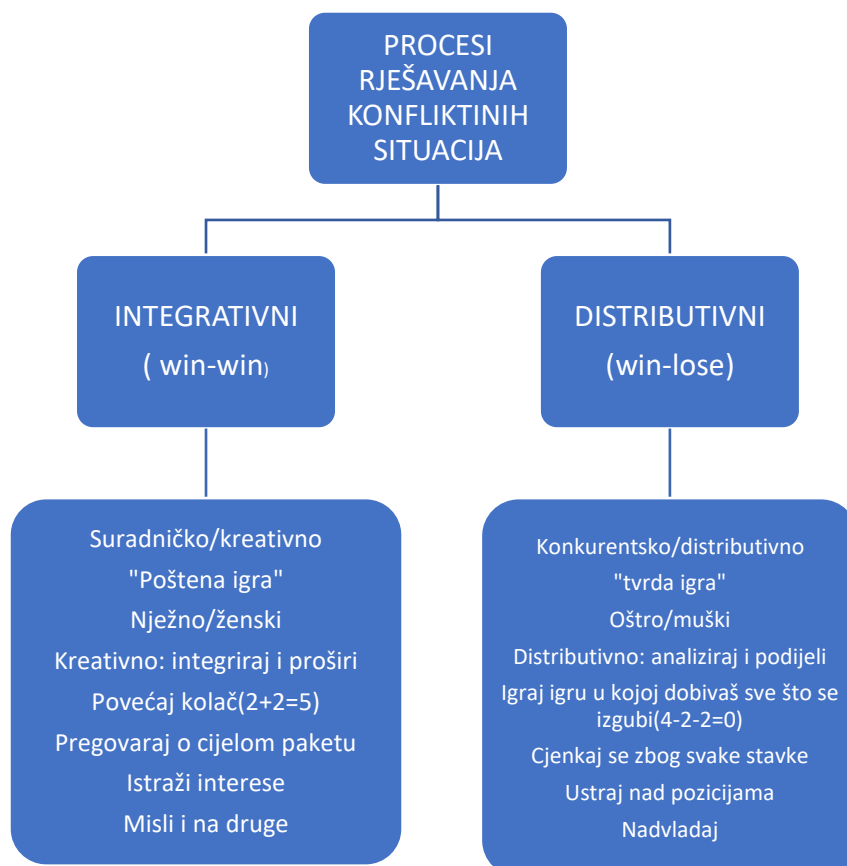 PROCESI
RJEŠAVANJA
KONFLIKTINIH
SITUACIJA
INTEGRATIVNI
( win-win)
DISTRIBUTIVNI
(win-lose)
Suradničko/kreativno
"Poštena igra"
Nježno/ženski
Kreativno: integriraj i proširi
Povećaj kolač(2+2=5)
Pregovaraj o cijelom paketu
Istraži interese
Misli i na druge
Konkurentsko/distributivno
"tvrda igra"
Oštro/muški
Distributivno: analiziraj i podijeli
Igraj igru u kojoj dobivaš sve što se
izgubi(4-2-2=0)
Cjenkaj se zbog svake stavke
Ustraj nad pozicijama
Nadvladaj